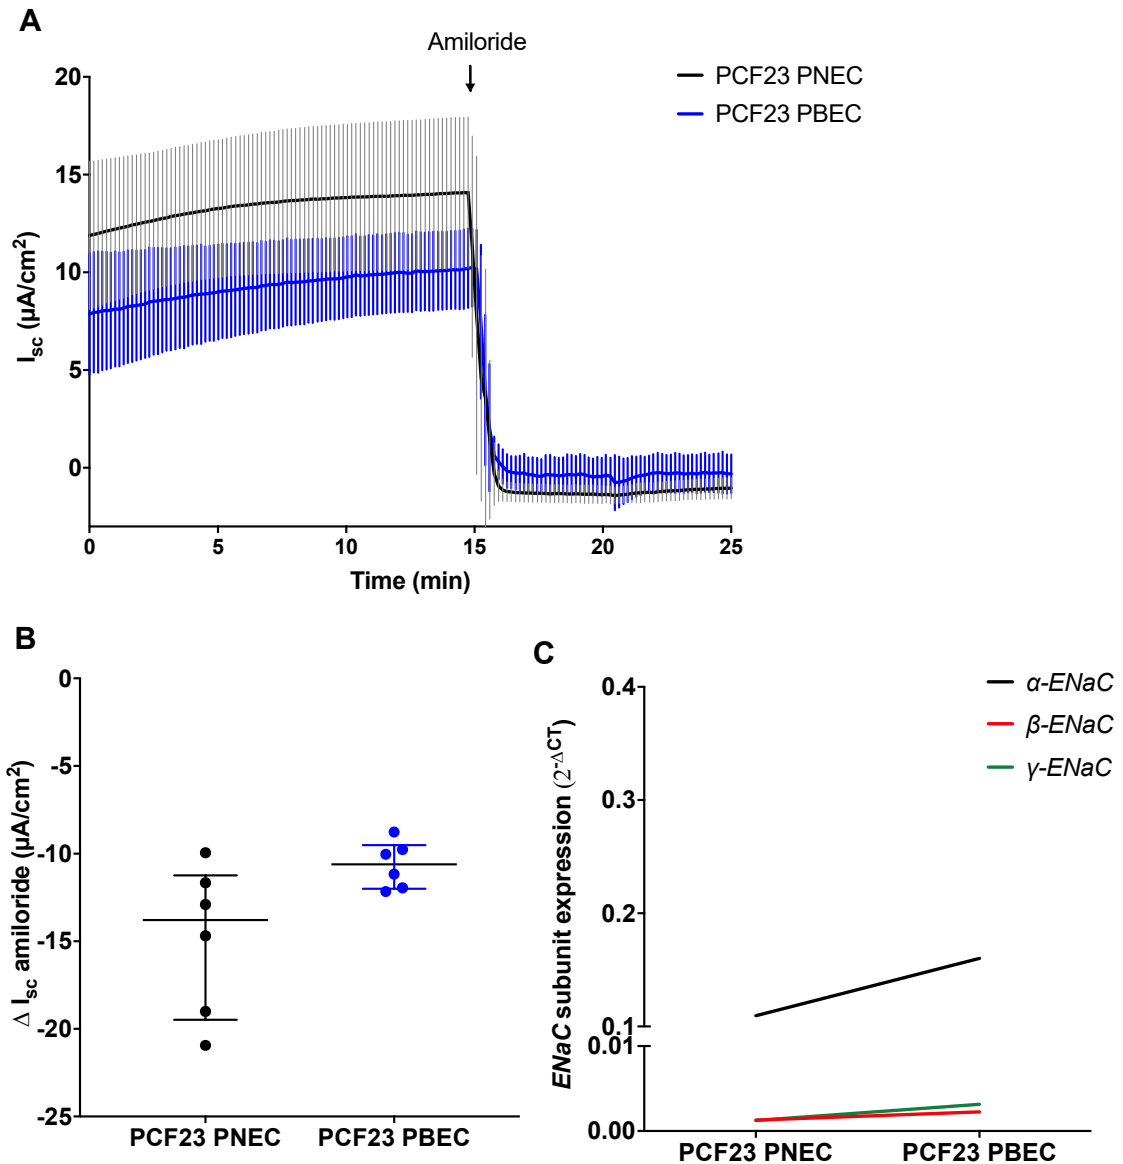 A
Amiloride
PCF23 PNEC
PCF23 PBEC
20
15
10
5
0
I_sc (µA/cm²)
0 5 10 15 20 25
Time (min)
B
0
-5
-10
-15
-20
-25
Δ I_sc amiloride (µA/cm²)
PCF23 PNEC PCF23 PBEC
C
α-ENaC
β-ENaC
γ-ENaC
0.4
0.3
0.2
0.1
0.01
0.00
ENaC subunit expression (2^-ΔCT)
PCF23 PNEC PCF23 PBEC